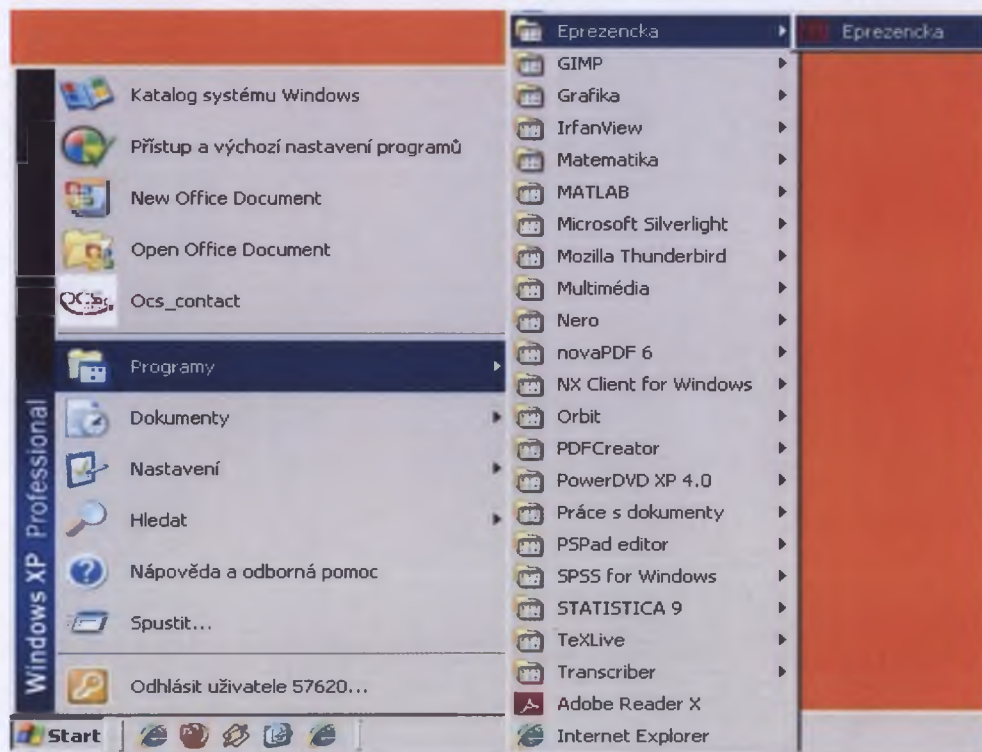 Katalog systému Windows
Přístup a výchozí nastavení programů
New Office Document
Open Office Document
OCS
Ocs_contact
Programy
Dokumenty
Nastavení
Hledat
Nápověda a odborná pomoc
Spustit...
Odhlásit uživatele 57620...
Windows XP Professional
Start
Eprezencka
GIMP
Grafika
IrfanView
Matematika
MATLAB
Microsoft Silverlight
Mozilla Thunderbird
Multimédia
Nero
novaPDF 6
NX Client for Windows
Orbit
PDFCreator
PowerDVD XP 4.0
Práce s dokumenty
PSPad editor
SPSS for Windows
STATISTICA 9
TeXLive
Transcriber
Adobe Reader X
Internet Explorer
Eprezencka